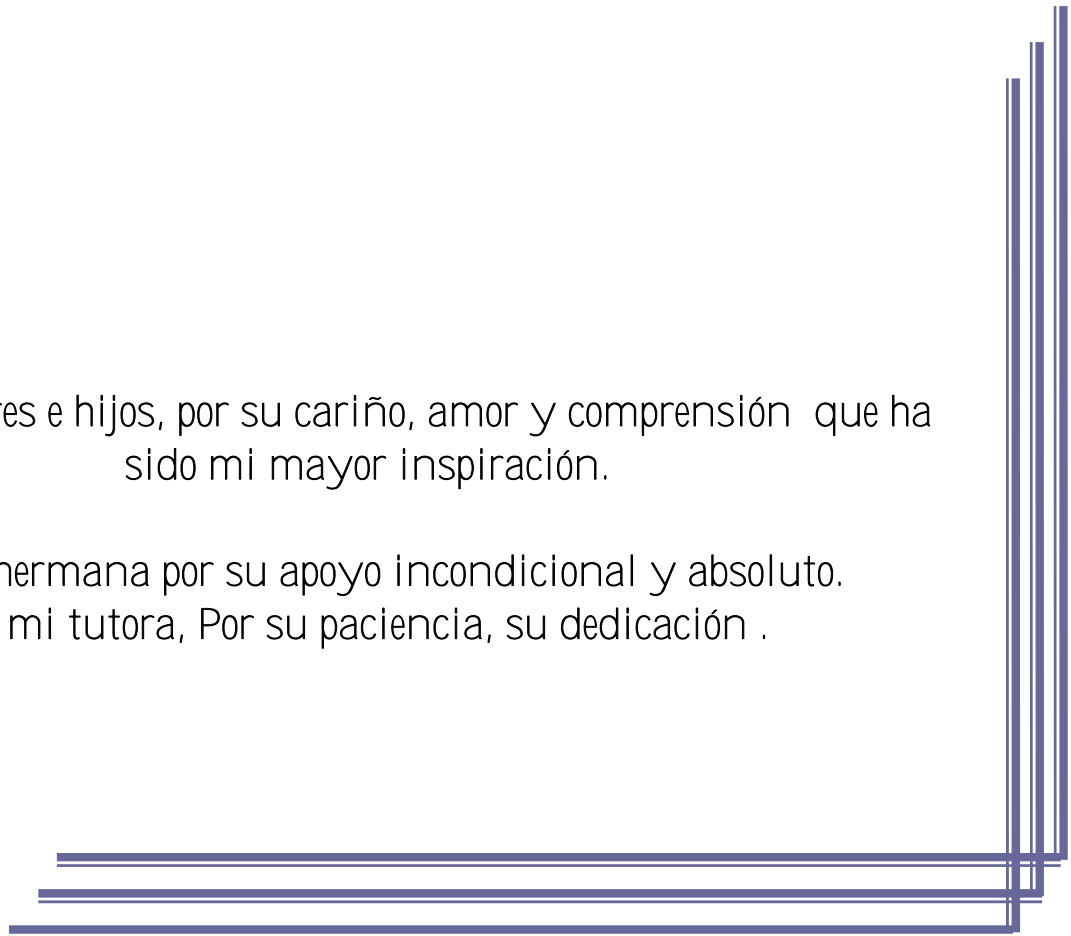 es e hijos, por su cariño, amor y comprensión que ha
sido mi mayor inspiración.
hermana por su apoyo incondicional y absoluto.
mi tutora, Por su paciencia, su dedicación .